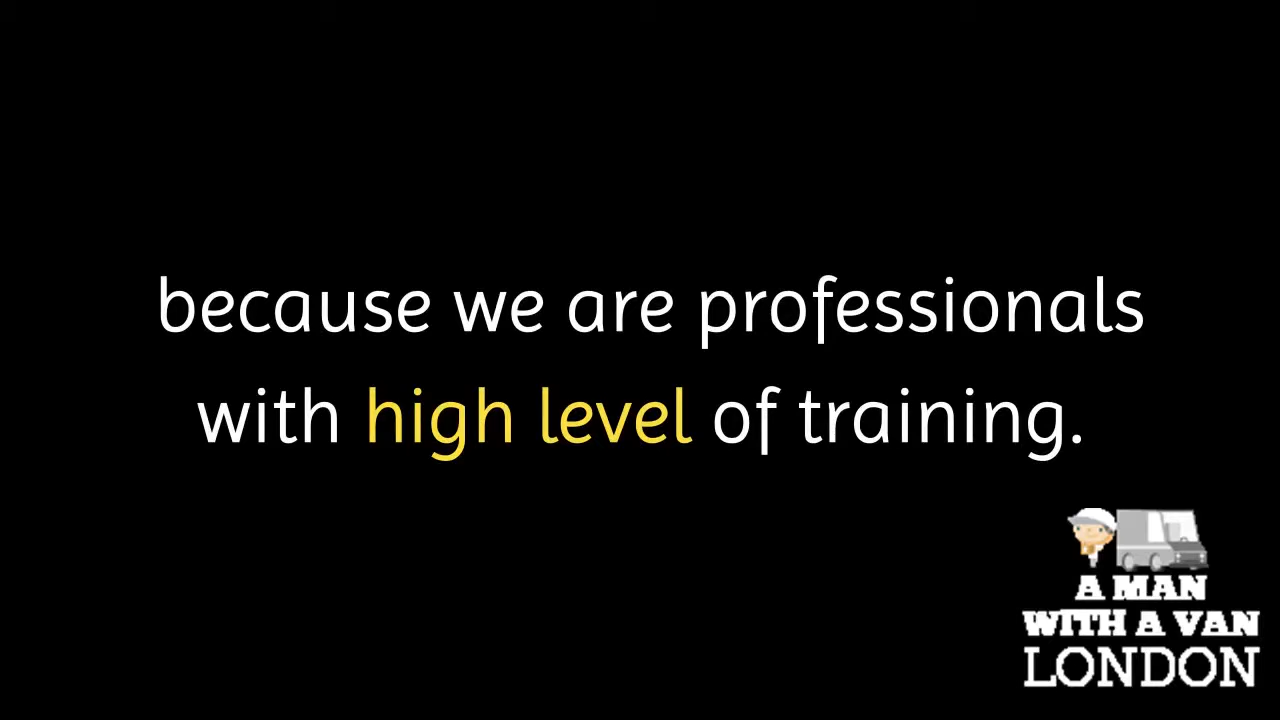 because we are professionals
with high level of training.
A MAN
WITH A VAN
LONDON